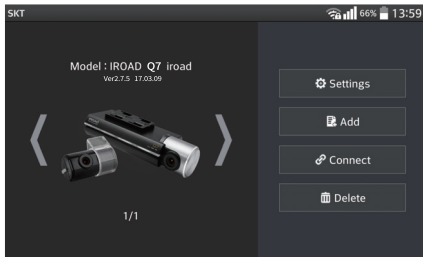 SKT 66% 13:59
Model : IROAD Q7 iroad
Ver2.7.5 17.03.09
1/1
Settings
Add
Connect
Delete